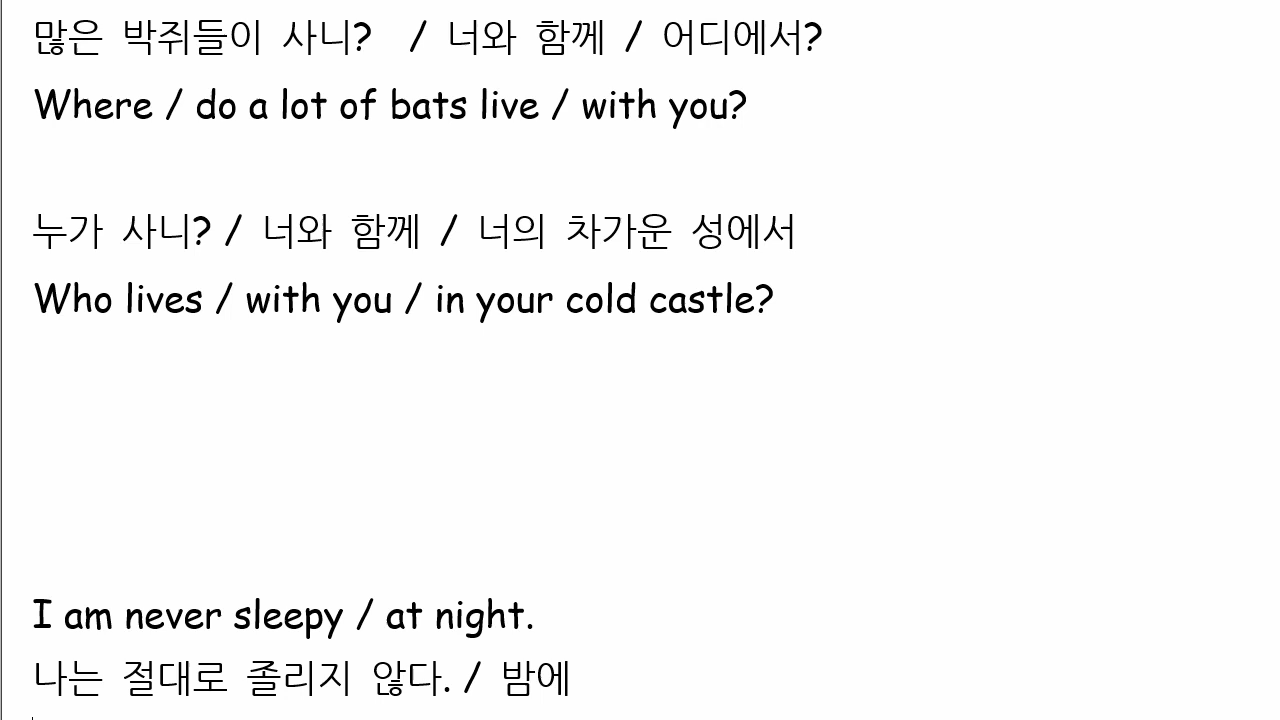 많은 박쥐들이 사니? / 너와 함께 / 어디에서?
Where / do a lot of bats live / with you?
누가 사니? / 너와 함께 / 너의 차가운 성에서
Who lives / with you / in your cold castle?
I am never sleepy / at night.
나는 절대로 졸리지 않다. / 밤에